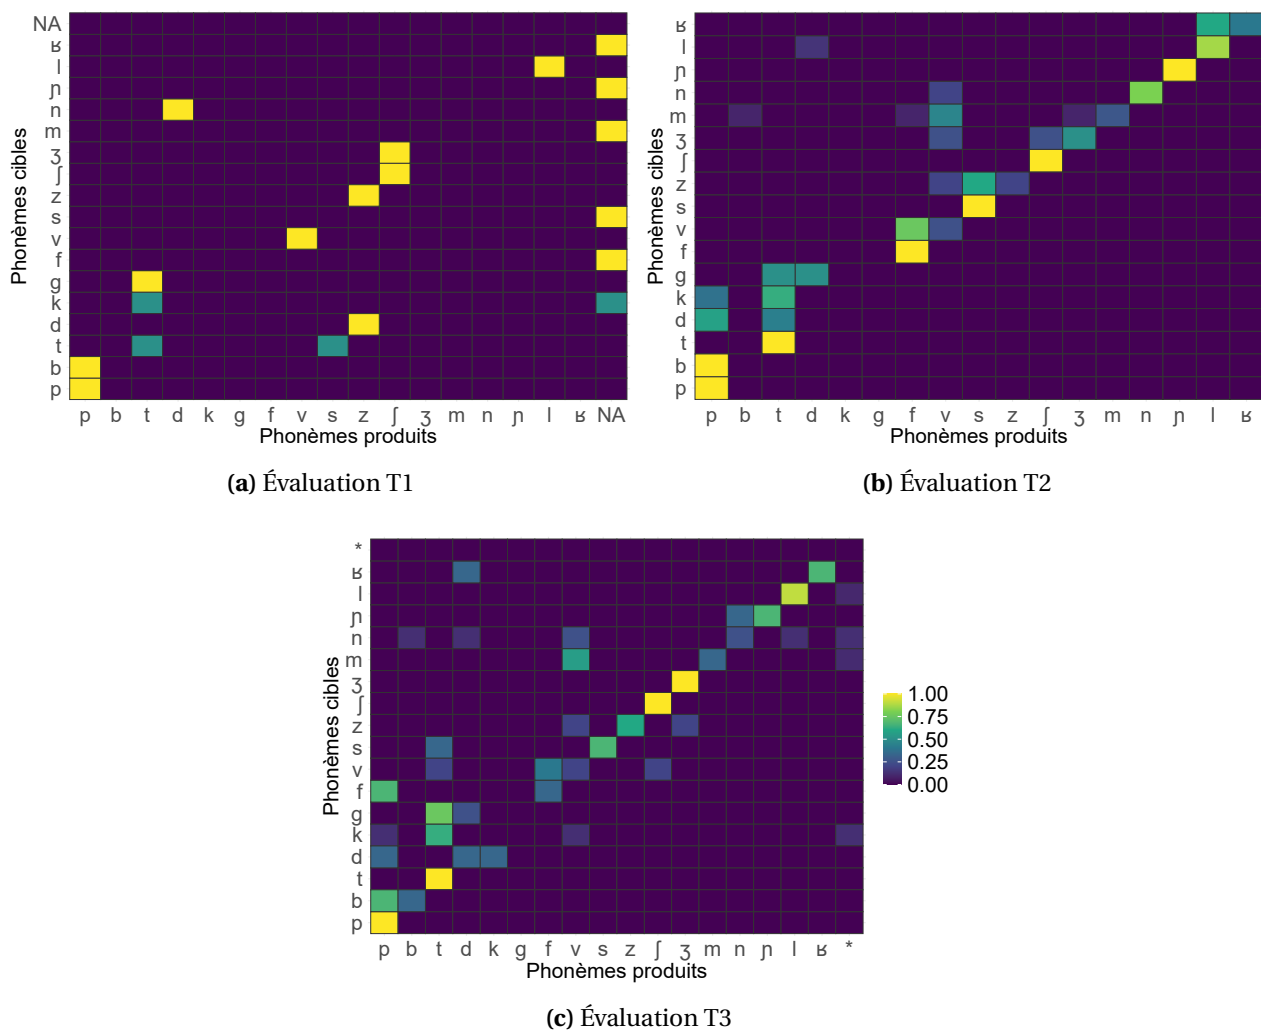 NA
ʁ
l
ɲ
n
m
ʒ
ʃ
z
s
v
f
g
k
d
t
b
p
Phonèmes cibles
p b t d k g f v s z ʃ ʒ m n ɲ l ʁ NA
Phonèmes produits
(a) Évaluation T1
ʁ
l
ɲ
n
m
ʒ
ʃ
z
s
v
f
g
k
d
t
b
p
Phonèmes cibles
p b t d k g f v s z ʃ ʒ m n ɲ l ʁ
Phonèmes produits
(b) Évaluation T2
*
ʁ
l
ɲ
n
m
ʒ
ʃ
z
s
v
f
g
k
d
t
b
p
Phonèmes cibles
p b t d k g f v s z ʃ ʒ m n ɲ l ʁ *
Phonèmes produits
1.00
0.75
0.50
0.25
0.00
(c) Évaluation T3